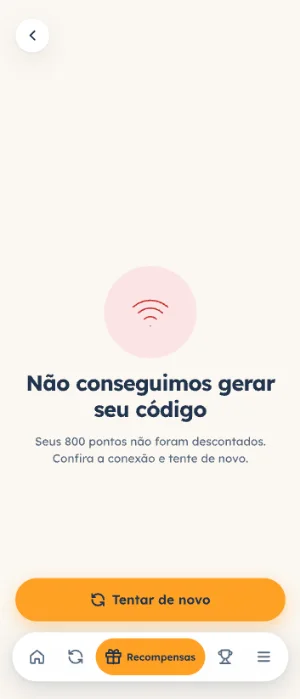 Não conseguimos gerar
seu código
Seus 800 pontos não foram descontados.
Confira a conexão e tente de novo.
Tentar de novo
Recompensas